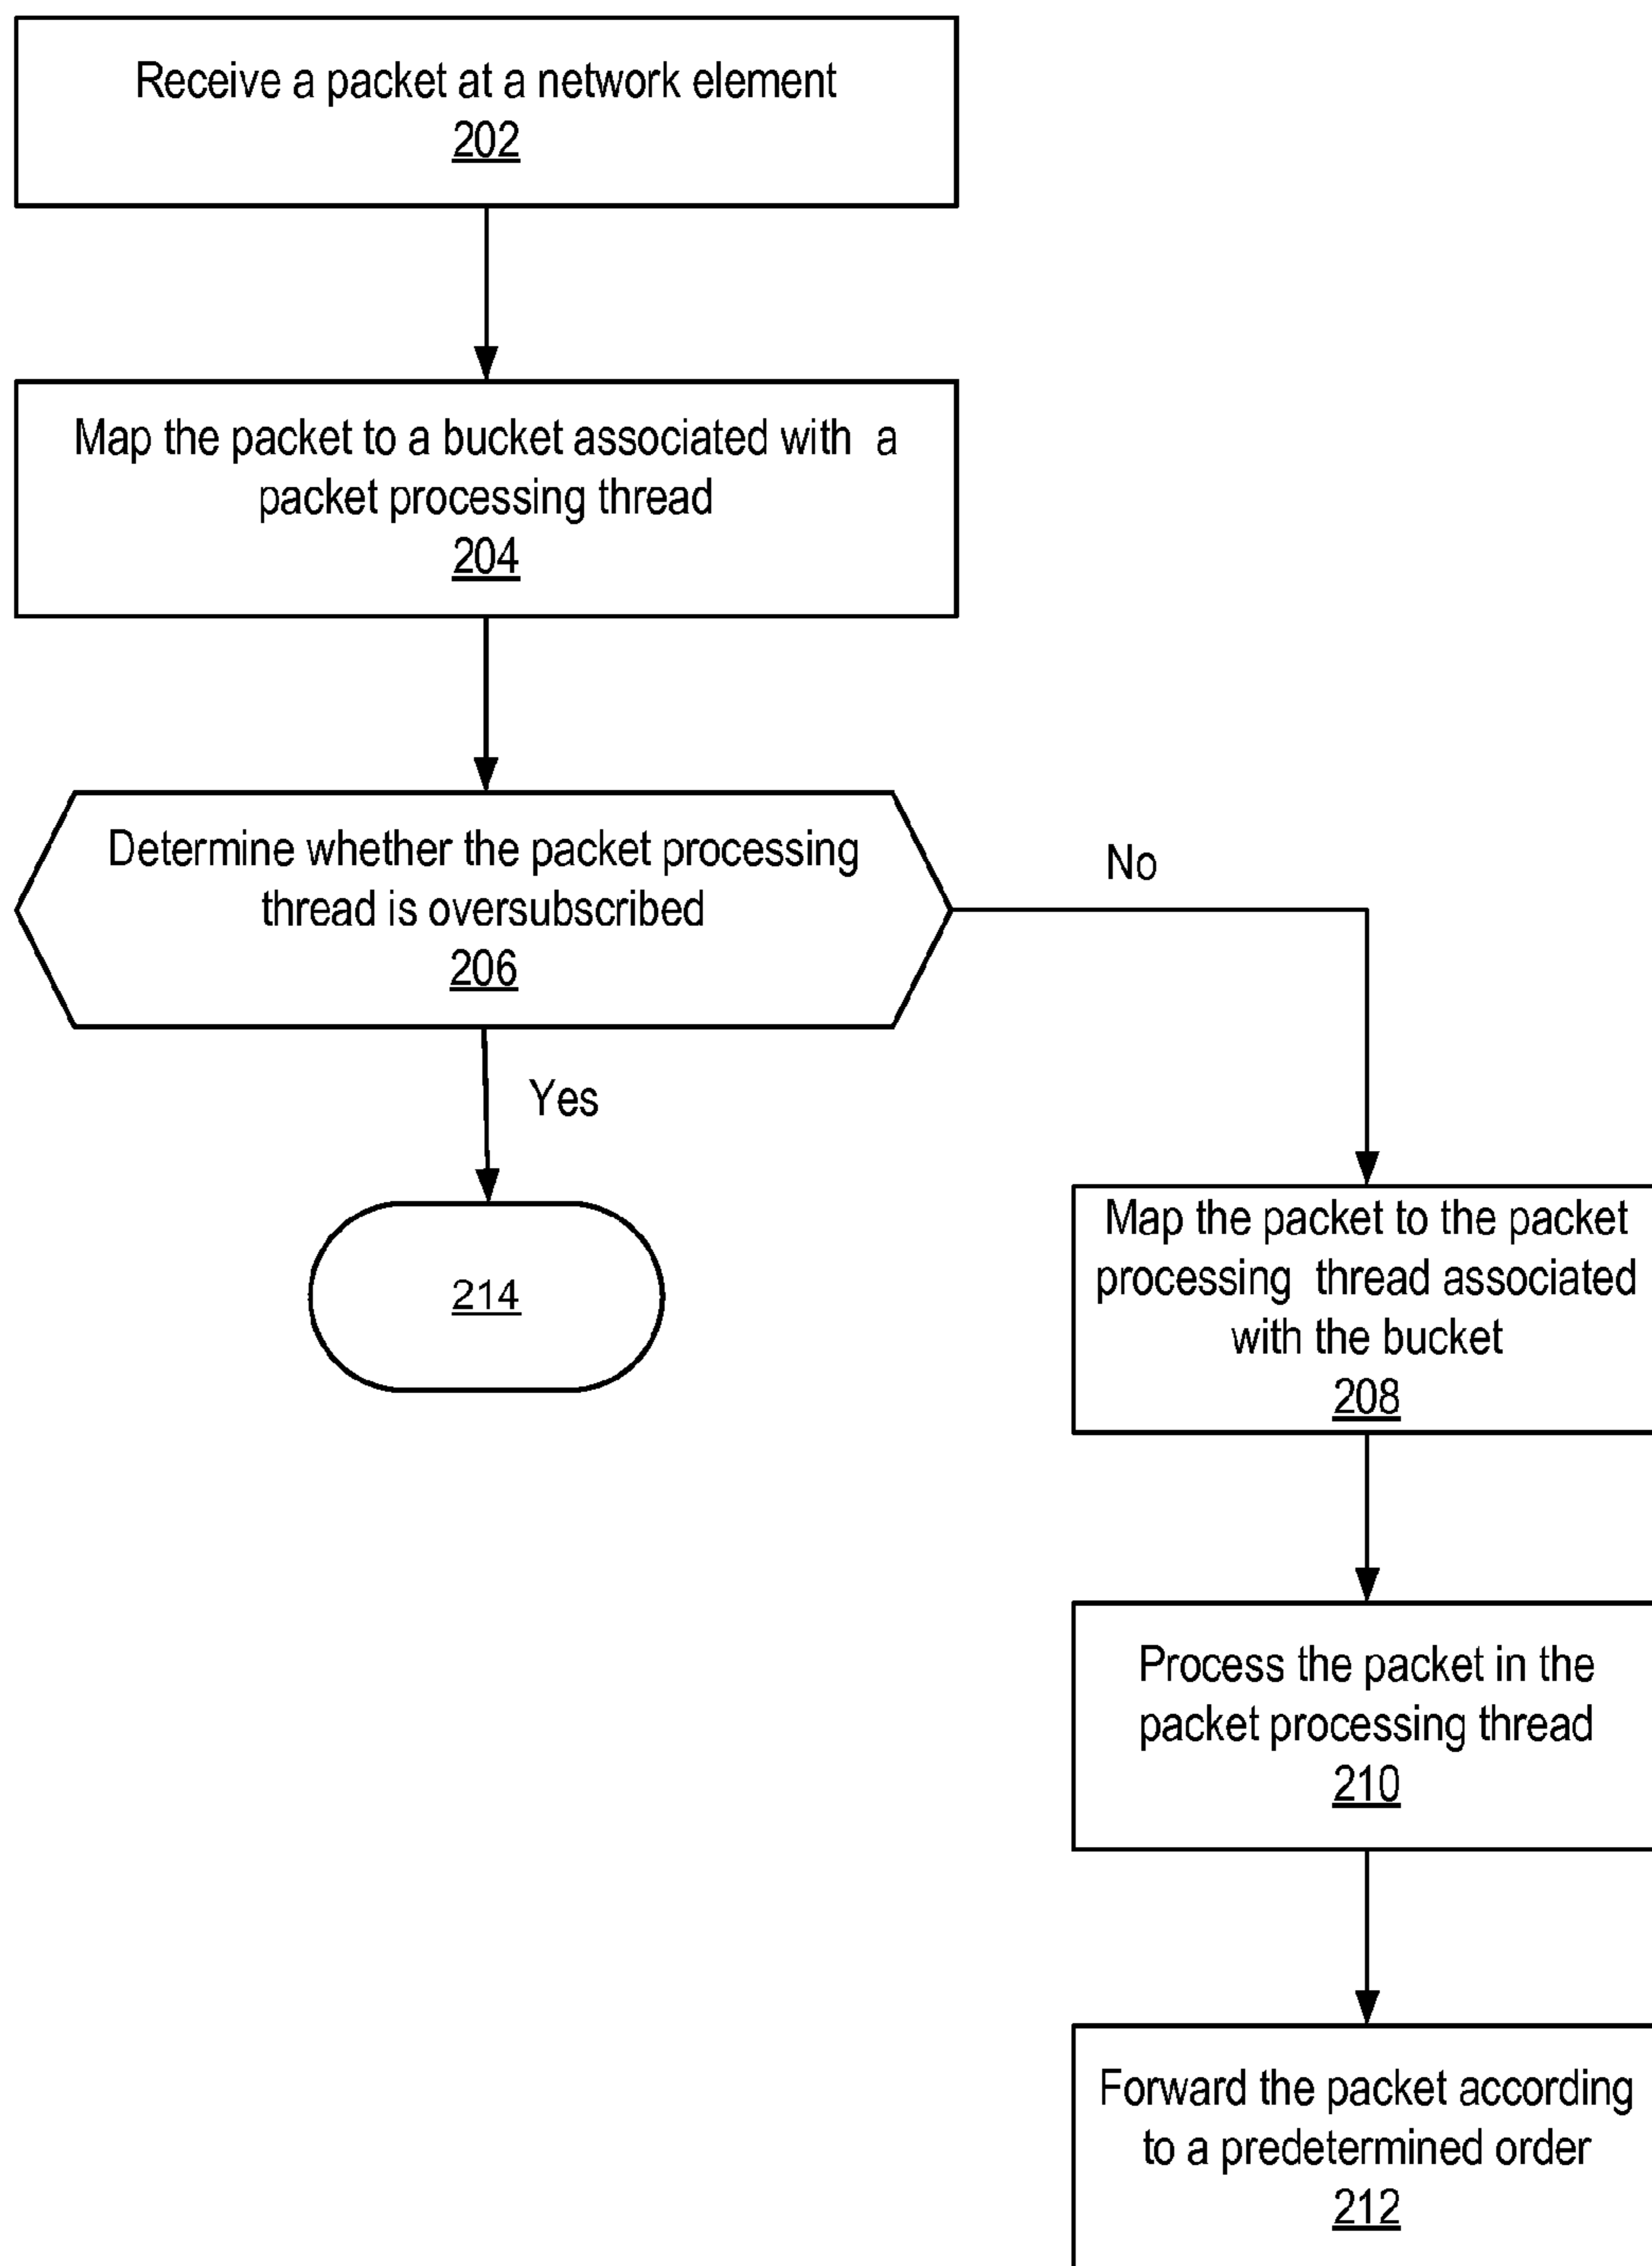 Receive a packet at a network element
202
Map the packet to a bucket associated with a
packet processing thread
204
Determine whether the packet processing
thread is oversubscribed
206
No
Yes
214
Map the packet to the packet
processing thread associated
with the bucket
208
Process the packet in the
packet processing thread
210
Forward the packet according
to a predetermined order
212